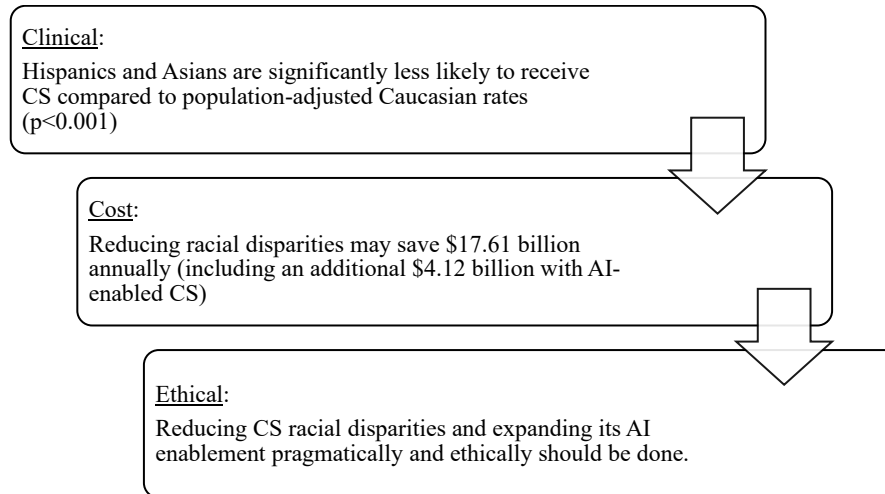 Clinical:
Hispanics and Asians are significantly less likely to receive
CS compared to population-adjusted Caucasian rates
(p<0.001)
Cost:
Reducing racial disparities may save $17.61 billion
annually (including an additional $4.12 billion with AI-
enabled CS)
Ethical:
Reducing CS racial disparities and expanding its AI
enablement pragmatically and ethically should be done.